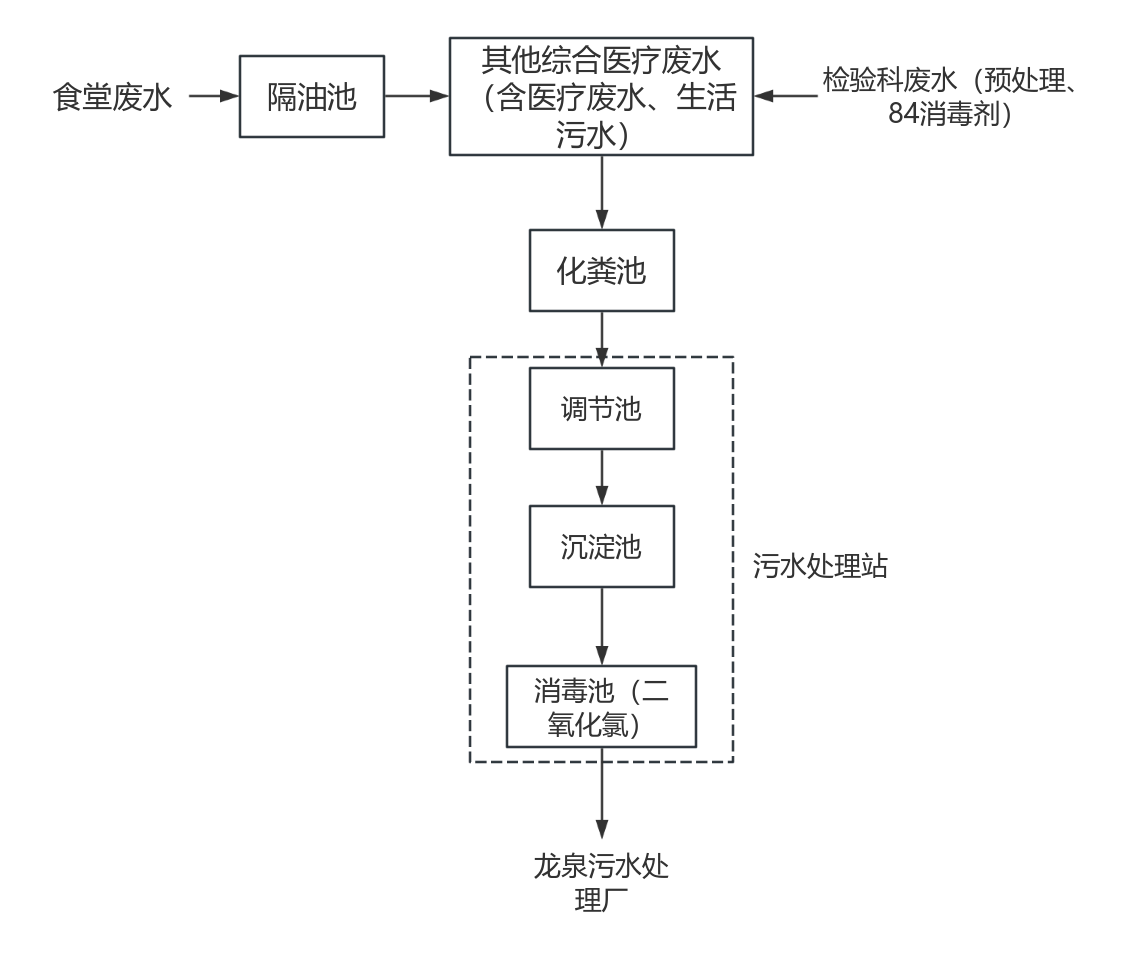 食堂废水
隔油池
其他综合医疗废水
（含医疗废水、生活
污水）
检验科废水（预处理、
84消毒剂）
化粪池
调节池
沉淀池
污水处理站
消毒池（二
氧化氯）
龙泉污水处
理厂